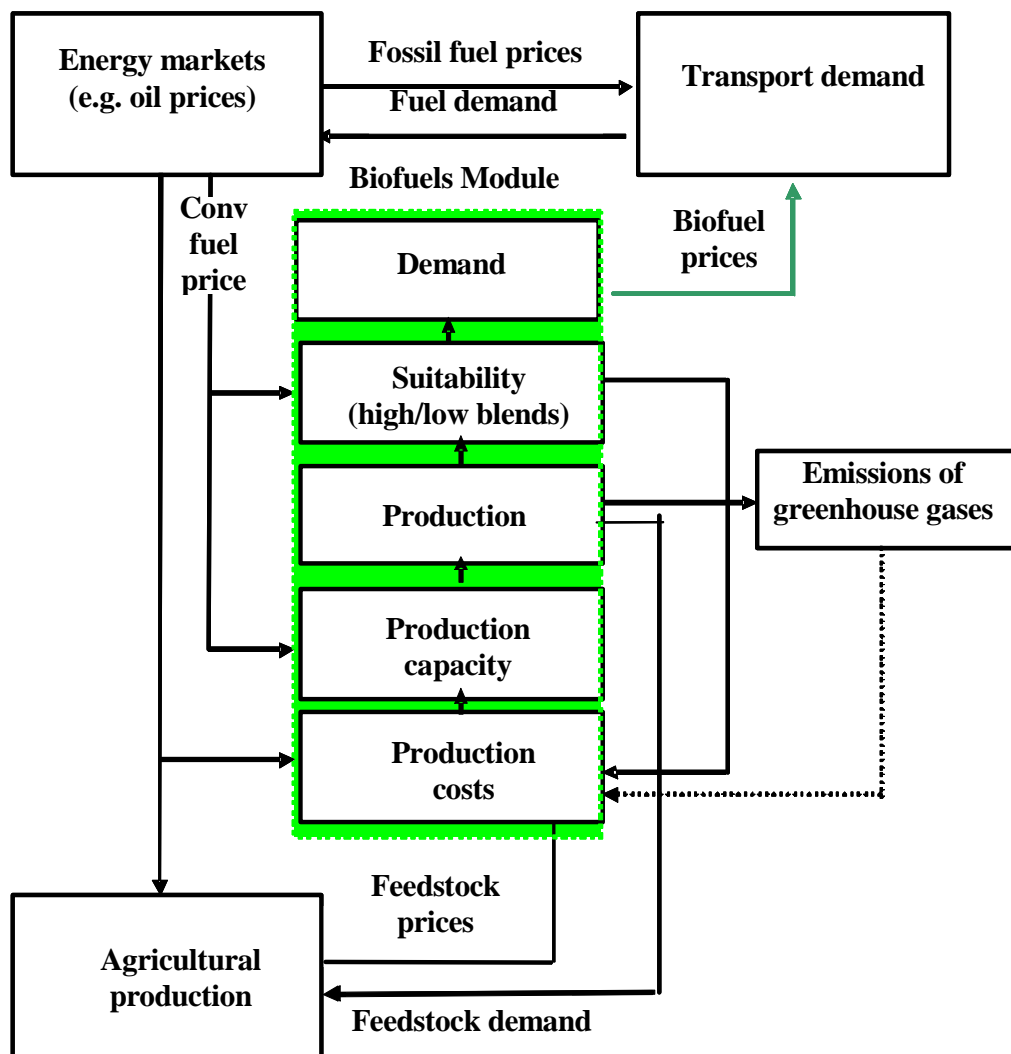 Energy markets
(e.g. oil prices)
Fossil fuel prices
Fuel demand
Transport demand
Biofuels Module
Conv
fuel
price
Biofuel
prices
Demand
Suitability
(high/low blends)
Production
Emissions of
greenhouse gases
Production
capacity
Production
costs
Feedstock
prices
Agricultural
production
Feedstock demand